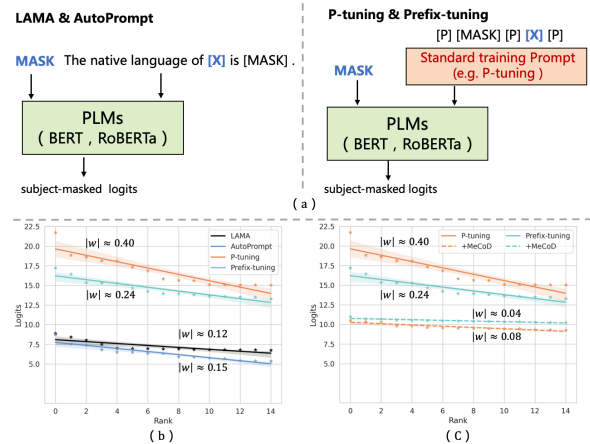 LAMA & AutoPrompt
MASK The native language of [X] is [MASK] .
PLMs
( BERT , RoBERTa )
subject-masked logits
P-tuning & Prefix-tuning
[P] [MASK] [P] [X] [P]
MASK
Standard training Prompt
(e.g. P-tuning )
PLMs
( BERT , RoBERTa )
subject-masked logits
( a )
22.5
20.0
17.5
15.0
12.5
10.0
7.5
5.0
Logits
|w| ≈ 0.40
|w| ≈ 0.24
|w| ≈ 0.12
|w| ≈ 0.15
LAMA
AutoPrompt
P-tuning
Prefix-tuning
0 2 4 6 8 10 12 14
Rank
( b )
22.5
20.0
17.5
15.0
12.5
10.0
7.5
5.0
Logits
P-tuning Prefix-tuning
+MeCoD +MeCoD
|w| ≈ 0.40
|w| ≈ 0.24
|w| ≈ 0.04
|w| ≈ 0.08
0 2 4 6 8 10 12 14
Rank
( C )